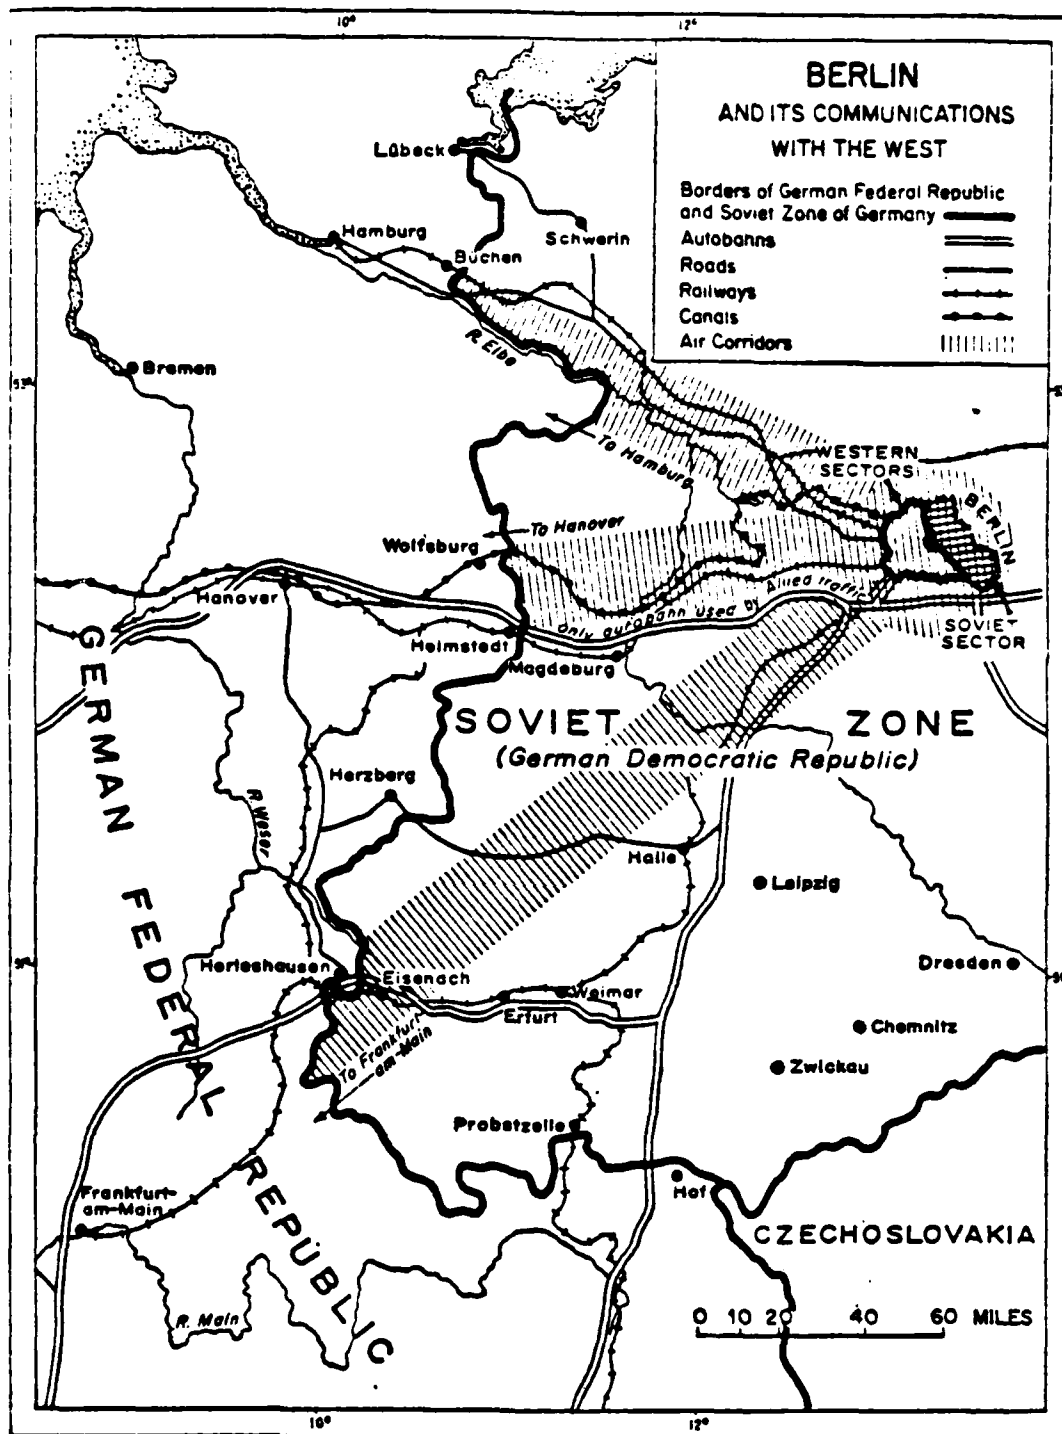 10°
12°
BERLIN
AND ITS COMMUNICATIONS
WITH THE WEST
Borders of German Federal Republic
and Soviet Zone of Germany
Autobahns
Roads
Railways
Canals
Air Corridors
Lübeck
Hamburg
Schwerin
Büchen
R. Elbe
Bremen
53°
To Hamburg
WESTERN
SECTORS
BERLIN
To Hanover
Wolfsburg
Hanover
only autobahn used by Allied traffic
Helmstedt
Magdeburg
SOVIET
SECTOR
GERMAN FEDERAL REPUBLIC
SOVIET ZONE
(German Democratic Republic)
Herzberg
R. Weser
Halle
Leipzig
Herleshausen
Eisenach
Dresden
Weimar
Erfurt
Chemnitz
To Frankfurt-
am-Main
Zwickau
Probstzella
Hof
Frankfurt-
am-Main
CZECHOSLOVAKIA
R. Main
0 10 20 40 60 MILES
10°
12°